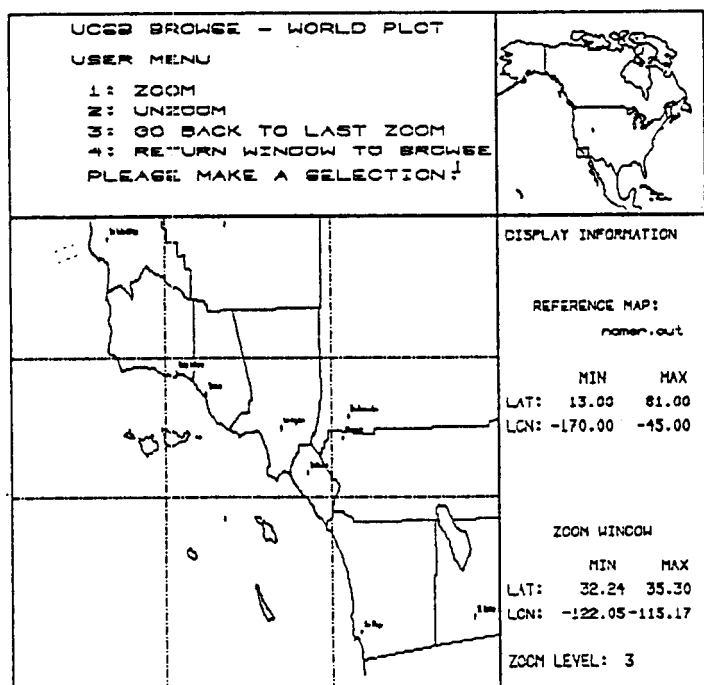 UCSB BROWSE - WORLD PLOT
USER MENU
1: ZOOM
2: UNZOOM
3: GO BACK TO LAST ZOOM
4: RETURN WINDOW TO BROWSE
PLEASE MAKE A SELECTION: 1
DISPLAY INFORMATION
REFERENCE MAP:
namer.out
MIN MAX
LAT: 13.00 81.00
LON: -170.00 -45.00
ZOOM WINDOW
MIN MAX
LAT: 32.24 35.30
LON: -122.05 -115.17
ZOOM LEVEL: 3